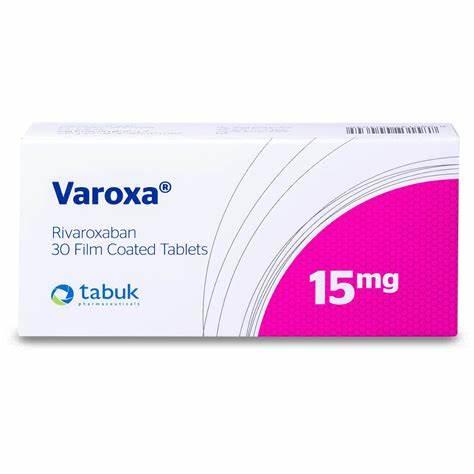 Varoxa®
Rivaroxaban
30 Film Coated Tablets
tabuk
pharmaceuticals
15mg